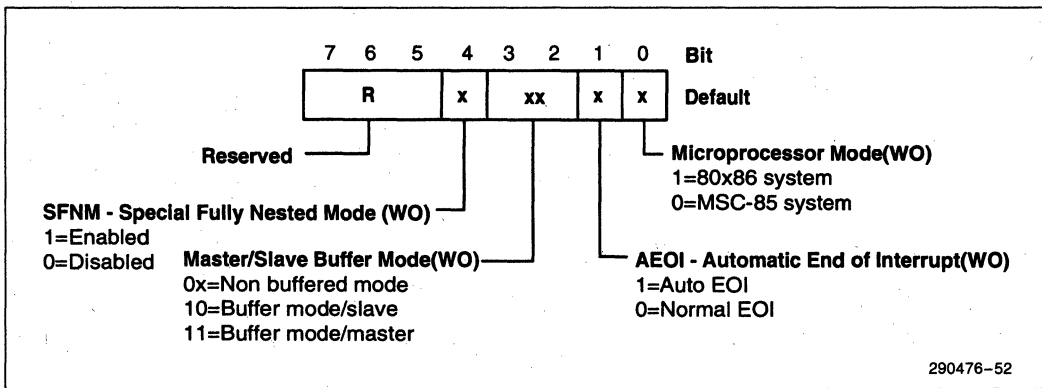 7 6 5 4 3 2 1 0 Bit
R x xx x x Default
Reserved
Microprocessor Mode(WO)
1=80x86 system
0=MSC-85 system
SFNM - Special Fully Nested Mode (WO)
1=Enabled
0=Disabled
Master/Slave Buffer Mode(WO)
0x=Non buffered mode
10=Buffer mode/slave
11=Buffer mode/master
AEOI - Automatic End of Interrupt(WO)
1=Auto EOI
0=Normal EOI
290476-52